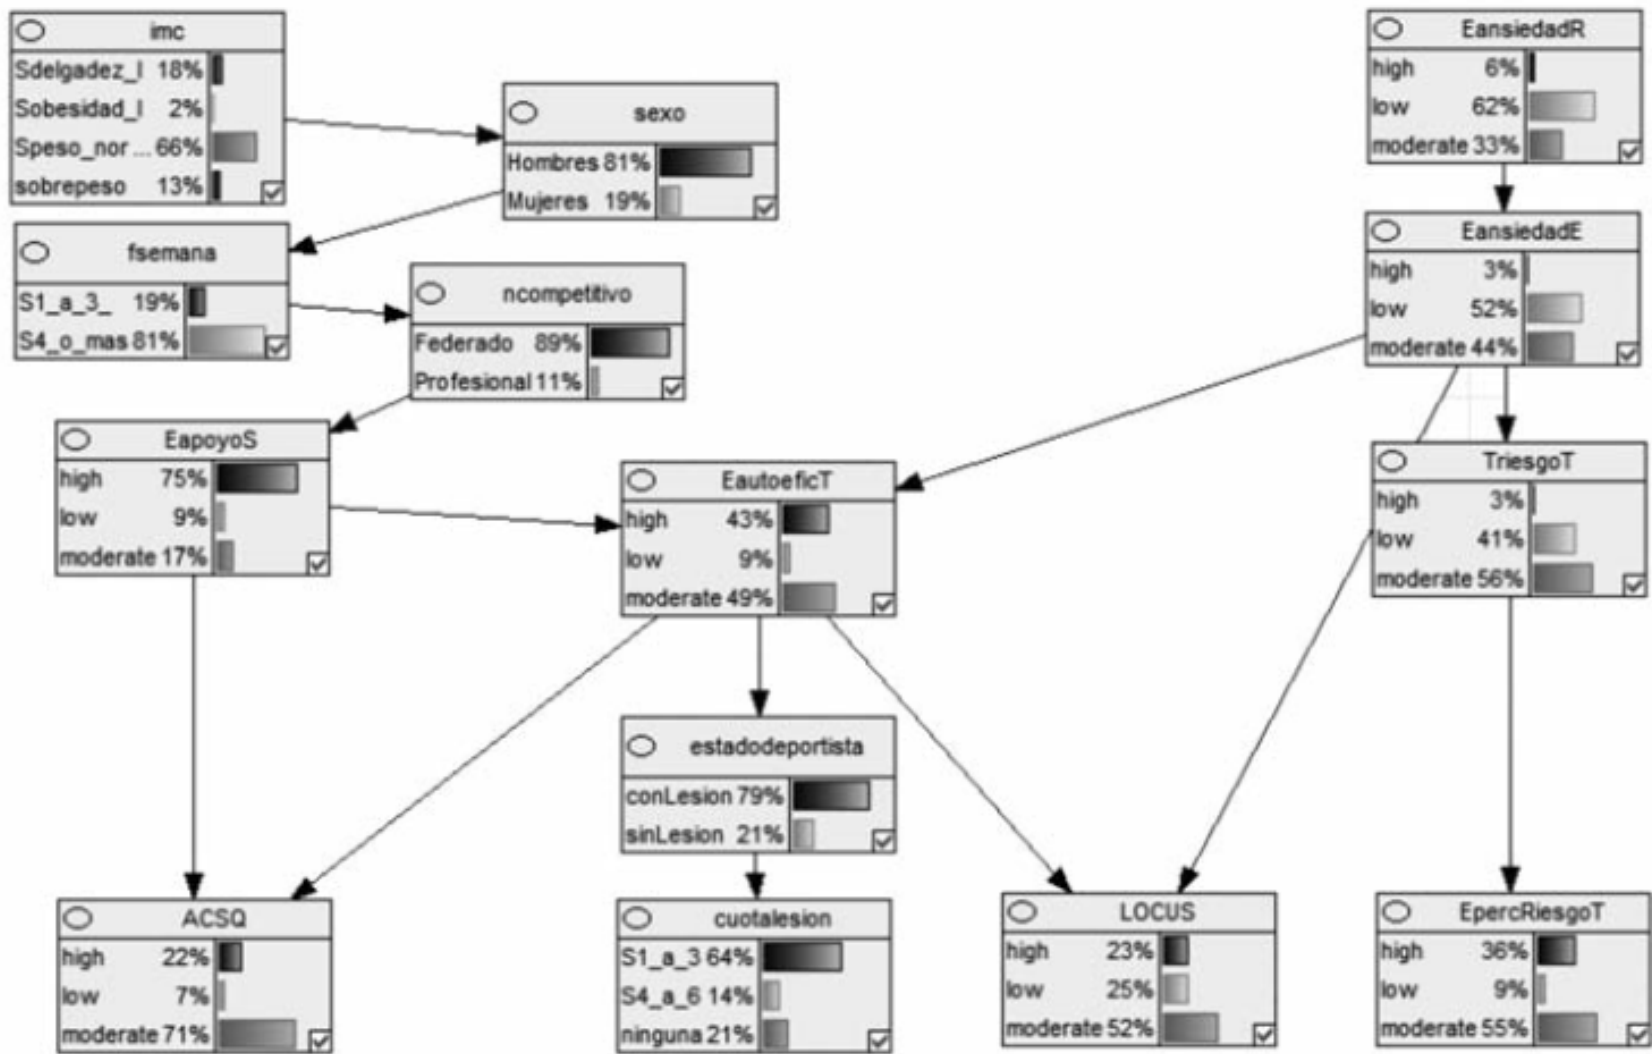 imc
Sdelgadez_I 18%
Sobesidad_I 2%
Speso_nor ... 66%
sobrepeso 13%
sexo
Hombres 81%
Mujeres 19%
fsemana
S1_a_3_ 19%
S4_o_mas 81%
ncompetitivo
Federado 89%
Profesional 11%
EapoyoS
high 75%
low 9%
moderate 17%
EautoeficT
high 43%
low 9%
moderate 49%
EansiedadR
high 6%
low 62%
moderate 33%
EansiedadE
high 3%
low 52%
moderate 44%
TriesgoT
high 3%
low 41%
moderate 56%
estadodeportista
conLesion 79%
sinLesion 21%
ACSQ
high 22%
low 7%
moderate 71%
cuotalesion
S1_a_3 64%
S4_a_6 14%
ninguna 21%
LOCUS
high 23%
low 25%
moderate 52%
EpercRiesgoT
high 36%
low 9%
moderate 55%